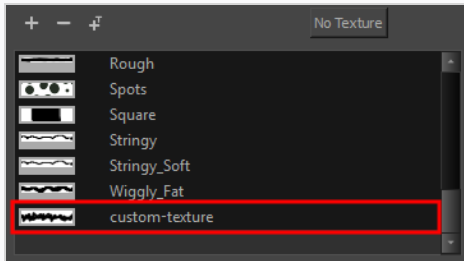 No Texture
Rough
Spots
Square
Stringy
Stringy_Soft
Wiggly_Fat
custom-texture